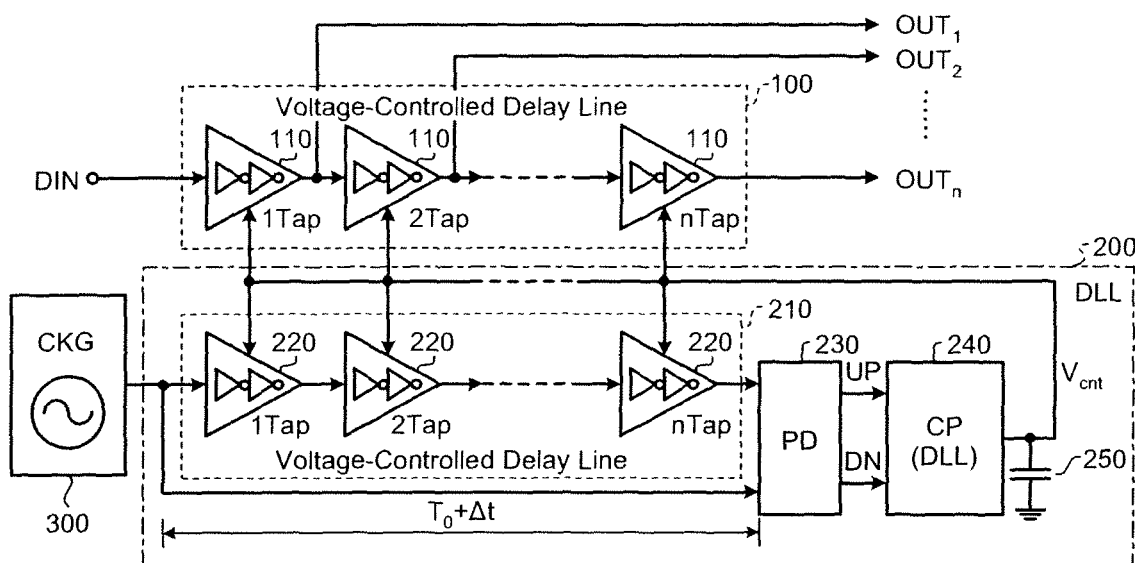 OUT1
OUT2
100
Voltage-Controlled Delay Line
110 110 110
DIN OUTn
1Tap 2Tap nTap
200
DLL
CKG
210
220 220 220
230 240
UP
Vcnt
1Tap 2Tap nTap
PD
CP
(DLL)
DN
250
Voltage-Controlled Delay Line
300
T0+Δt